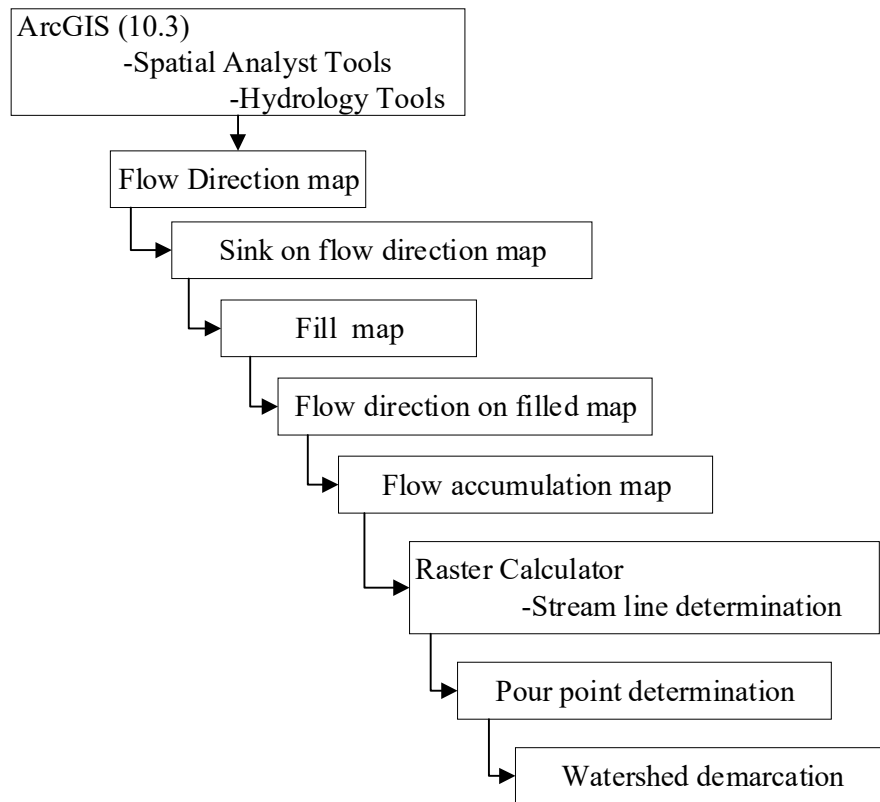 ArcGIS (10.3)
-Spatial Analyst Tools
-Hydrology Tools
Flow Direction map
Sink on flow direction map
Fill map
Flow direction on filled map
Flow accumulation map
Raster Calculator
-Stream line determination
Pour point determination
Watershed demarcation